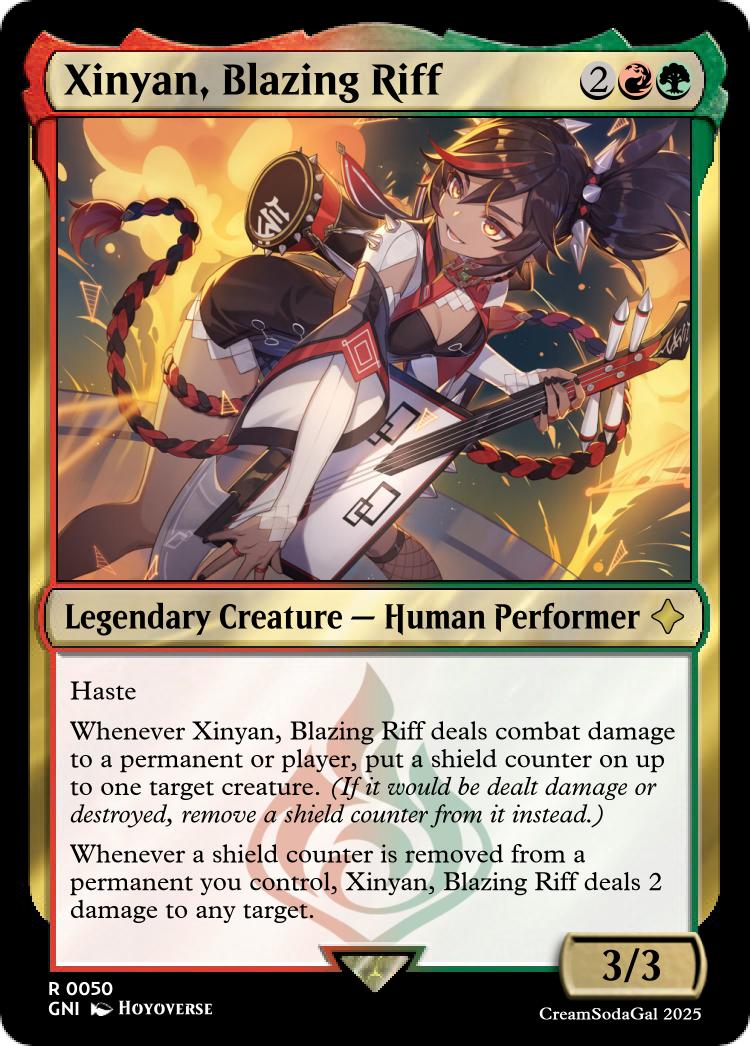 Xinyan, Blazing Riff 2
Legendary Creature — Human Performer
Haste
Whenever Xinyan, Blazing Riff deals combat damage
to a permanent or player, put a shield counter on up
to one target creature. (If it would be dealt damage or
destroyed, remove a shield counter from it instead.)
Whenever a shield counter is removed from a
permanent you control, Xinyan, Blazing Riff deals 2
damage to any target.
3/3
R 0050
GNI HOYOVERSE
CreamSodaGal 2025